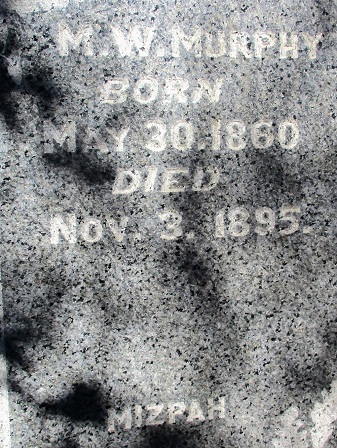 M.W. MURPHY
BORN
MAY 30. 1860
DIED
NOV. 3. 1895.
MIZPAH